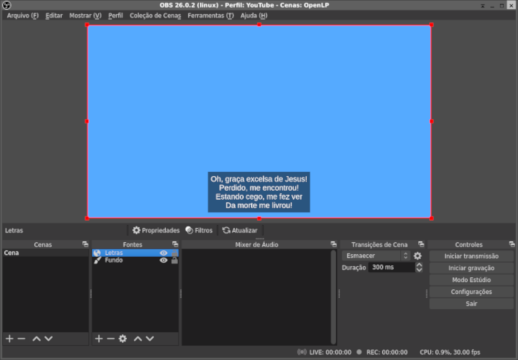 OBS 26.0.2 (linux) - Perfil: YouTube - Cenas: OpenLP
Arquivo (F) Editar Mostrar (V) Perfil Coleção de Cenas Ferramentas (T) Ajuda (H)
Oh, graça excelsa de Jesus!
Perdido, me encontrou!
Estando cego, me fez ver
Da morte me livrou!
Letras Propriedades Filtros Atualizar
Cenas Fontes Mixer de Áudio Transições de Cena Controles
Cena
Letras
Fundo
Esmaecer
Duração 300 ms
Iniciar transmissão
Iniciar gravação
Modo Estúdio
Configurações
Sair
LIVE: 00:00:00 REC: 00:00:00 CPU: 0.9%, 30.00 fps